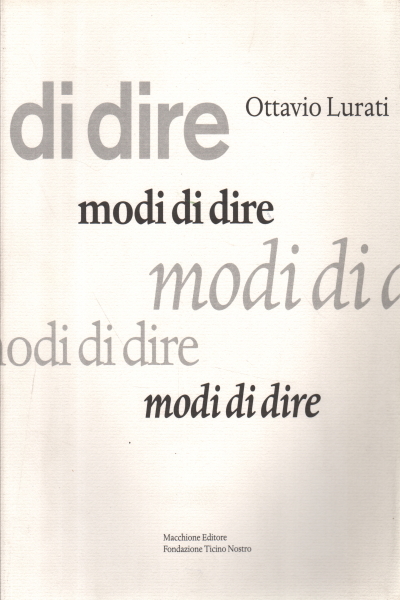 di dire
Ottavio Lurati
modi di dire
modi di d
modi di dire
modi di dire
Macchione Editore
Fondazione Ticino Nostro